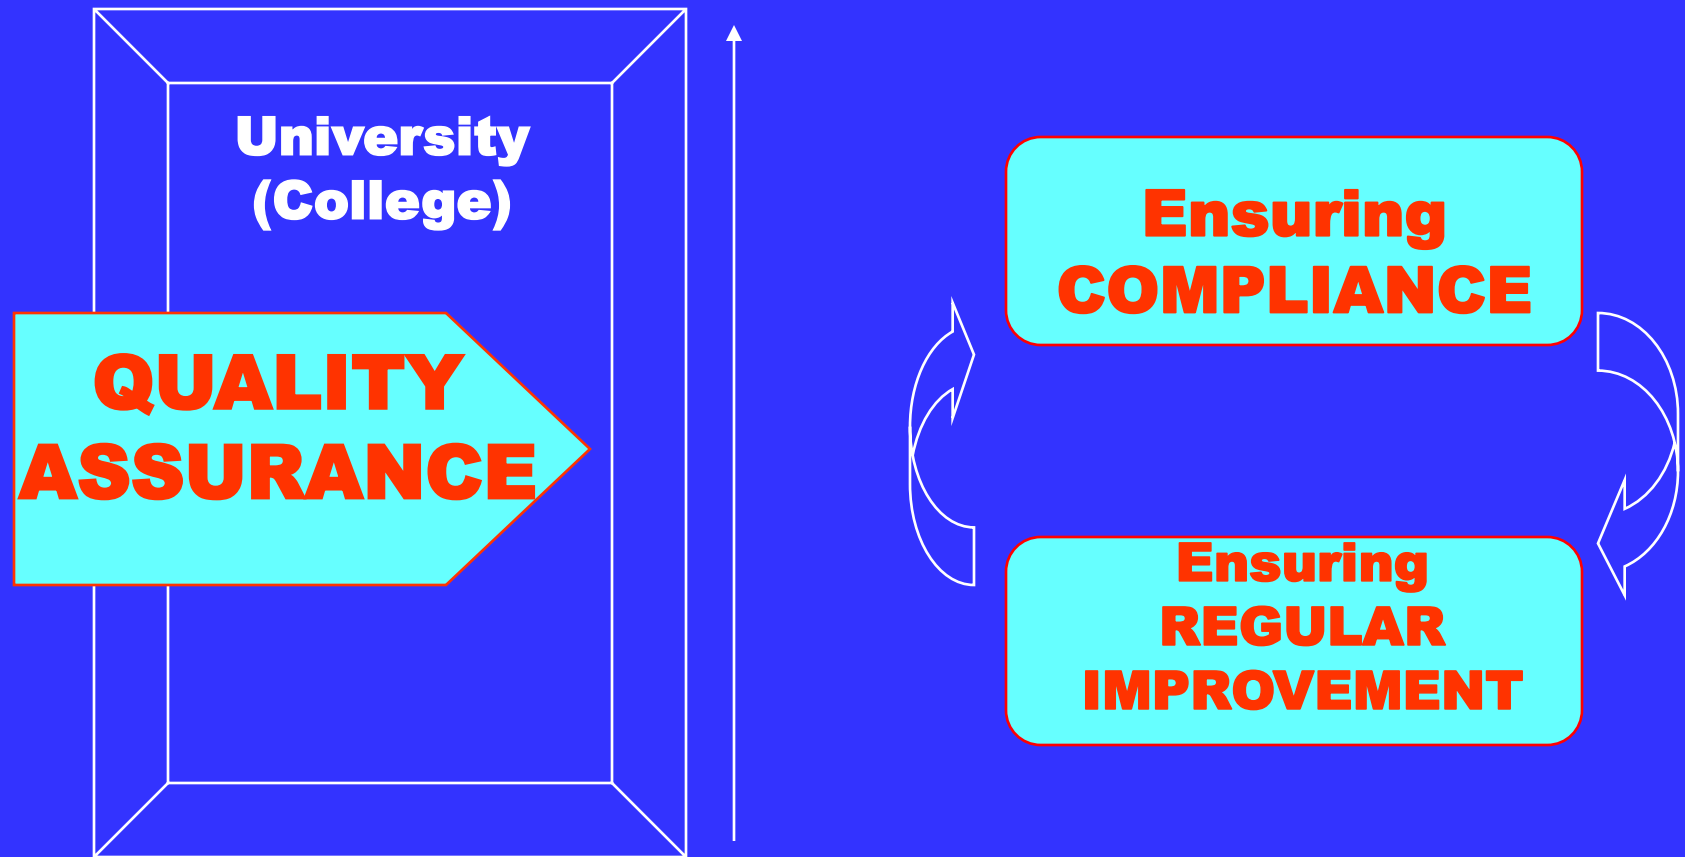 University
(College)
QUALITY
ASSURANCE
Ensuring
COMPLIANCE
Ensuring
REGULAR
IMPROVEMENT